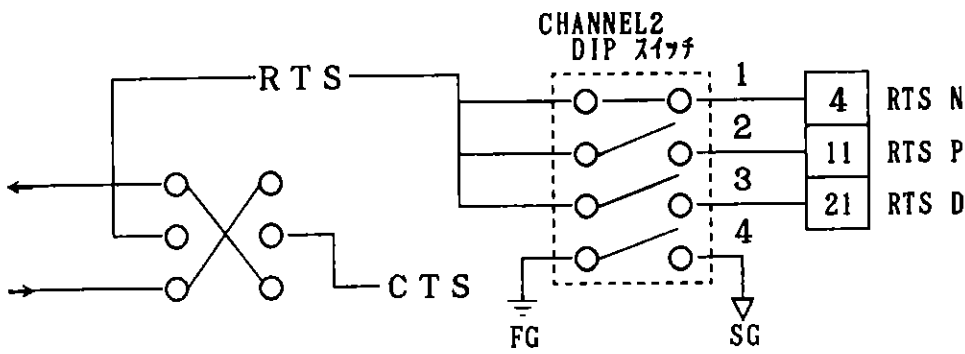 CHANNEL2
DIP スイッチ
RTS
1
4 RTS N
2
11 RTS P
3
21 RTS D
4
CTS
FG
SG